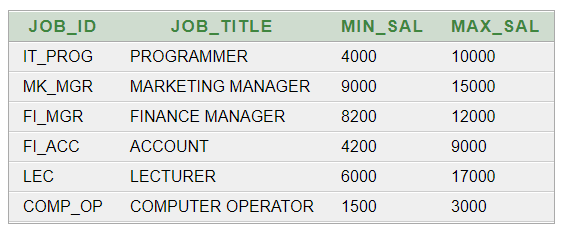 JOB_ID JOB_TITLE MIN_SAL MAX_SAL
IT_PROG PROGRAMMER 4000 10000
MK_MGR MARKETING MANAGER 9000 15000
FI_MGR FINANCE MANAGER 8200 12000
FI_ACC ACCOUNT 4200 9000
LEC LECTURER 6000 17000
COMP_OP COMPUTER OPERATOR 1500 3000